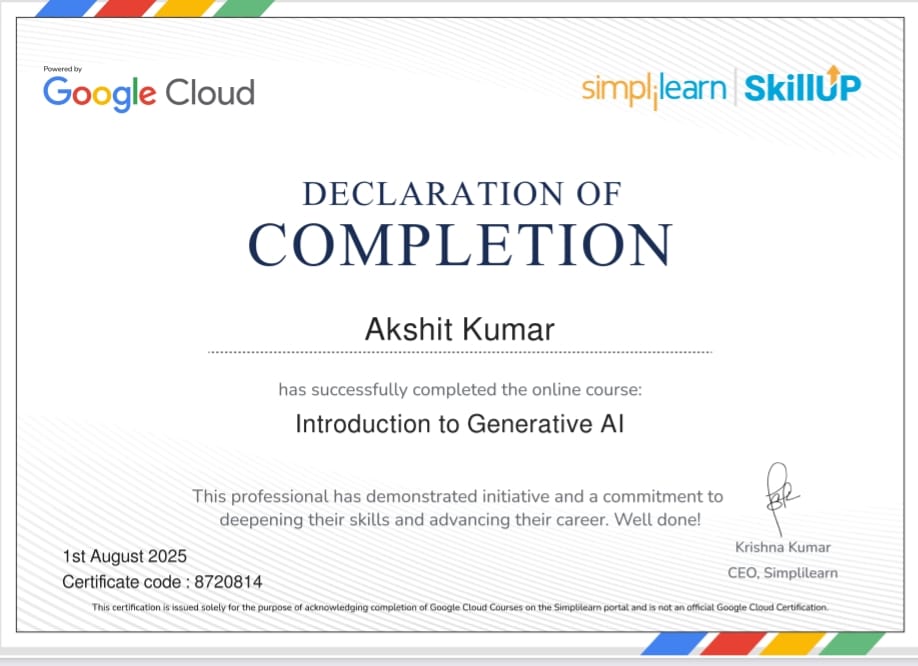 Powered by
Google Cloud
simplilearn | SkillUP
DECLARATION OF
COMPLETION
Akshit Kumar
has successfully completed the online course:
Introduction to Generative AI
This professional has demonstrated initiative and a commitment to
deepening their skills and advancing their career. Well done!
Krishna Kumar
CEO, Simplilearn
1st August 2025
Certificate code : 8720814
This certification is issued solely for the purpose of acknowledging completion of Google Cloud Courses on the Simplilearn portal and is not an official Google Cloud Certification.